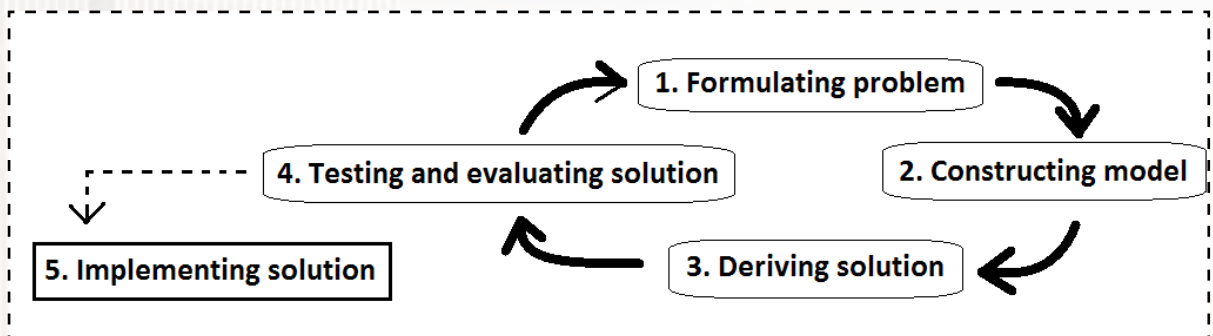 1. Formulating problem
2. Constructing model
3. Deriving solution
4. Testing and evaluating solution
5. Implementing solution